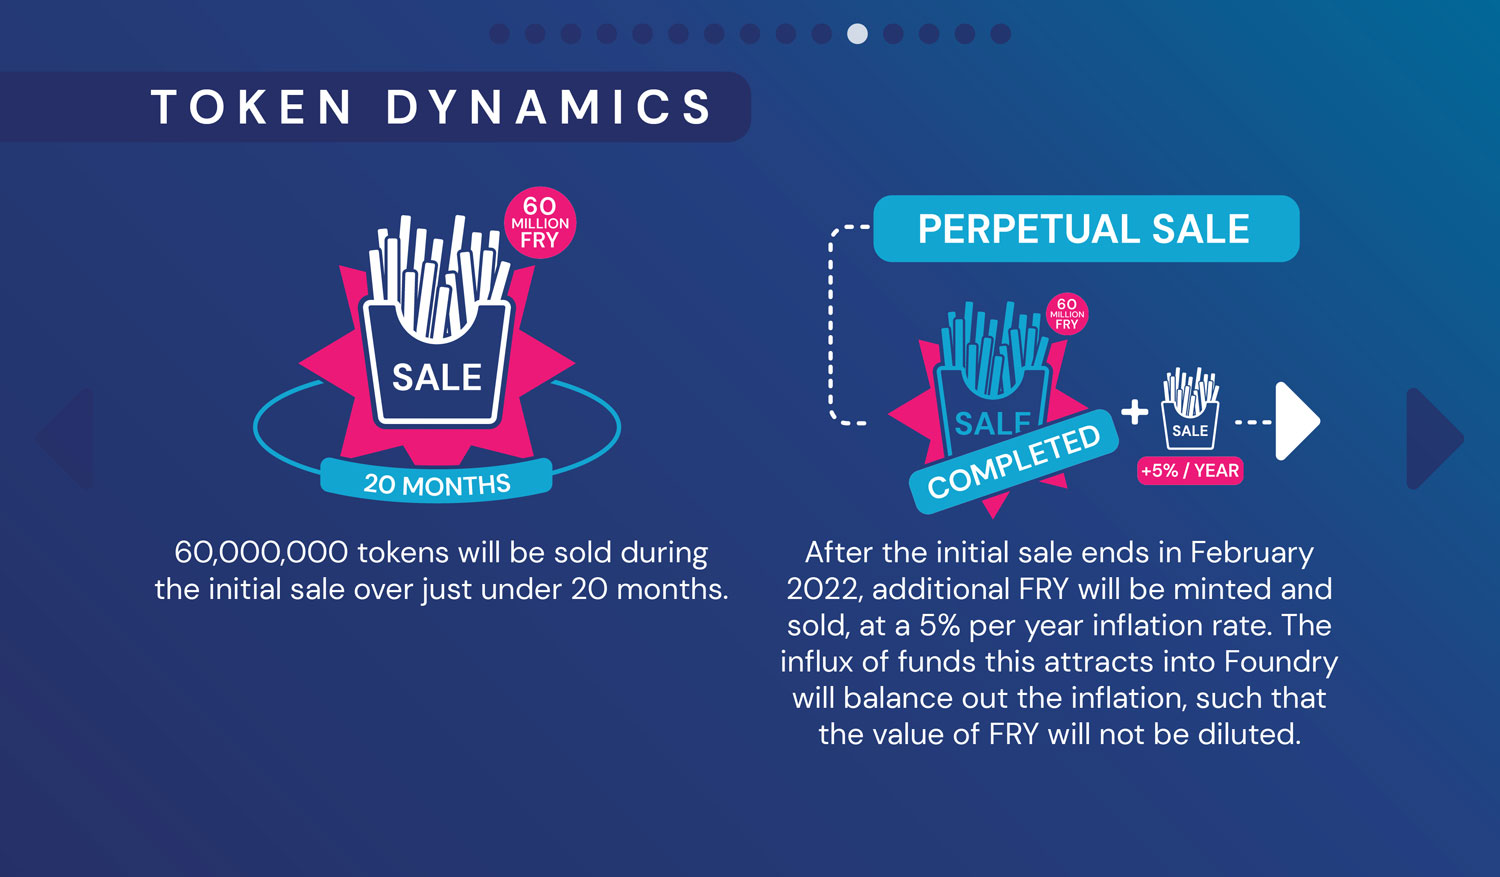 TOKEN DYNAMICS
60
MILLION
FRY
SALE
20 MONTHS
60,000,000 tokens will be sold during
the initial sale over just under 20 months.
PERPETUAL SALE
60
MILLION
FRY
SALE
COMPLETED
+
SALE
+5% / YEAR
After the initial sale ends in February
2022, additional FRY will be minted and
sold, at a 5% per year inflation rate. The
influx of funds this attracts into Foundry
will balance out the inflation, such that
the value of FRY will not be diluted.